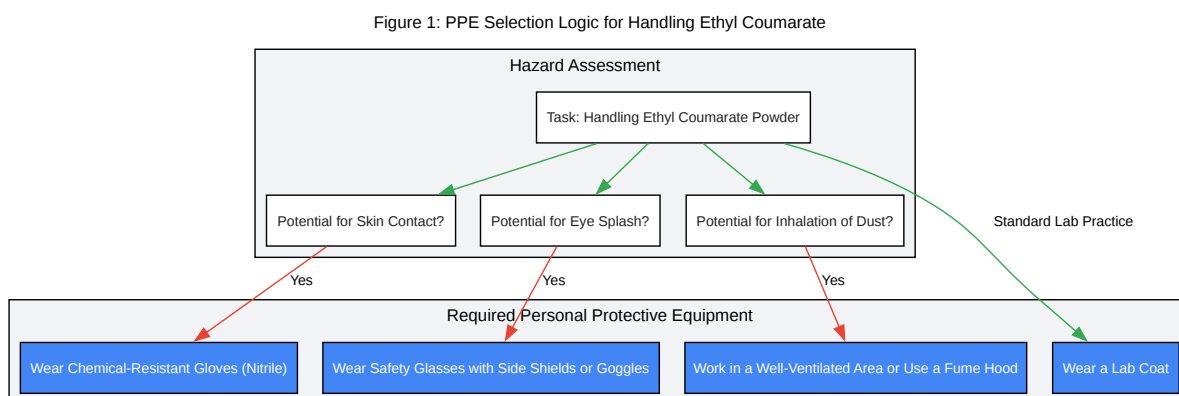 Figure 1: PPE Selection Logic for Handling Ethyl Coumarate
Hazard Assessment
Task: Handling Ethyl Coumarate Powder
Potential for Skin Contact?
Potential for Eye Splash?
Potential for Inhalation of Dust?
Standard Lab Practice
Yes
Yes
Yes
Required Personal Protective Equipment
Wear Chemical-Resistant Gloves (Nitrile)
Wear Safety Glasses with Side Shields or Goggles
Work in a Well-Ventilated Area or Use a Fume Hood
Wear a Lab Coat